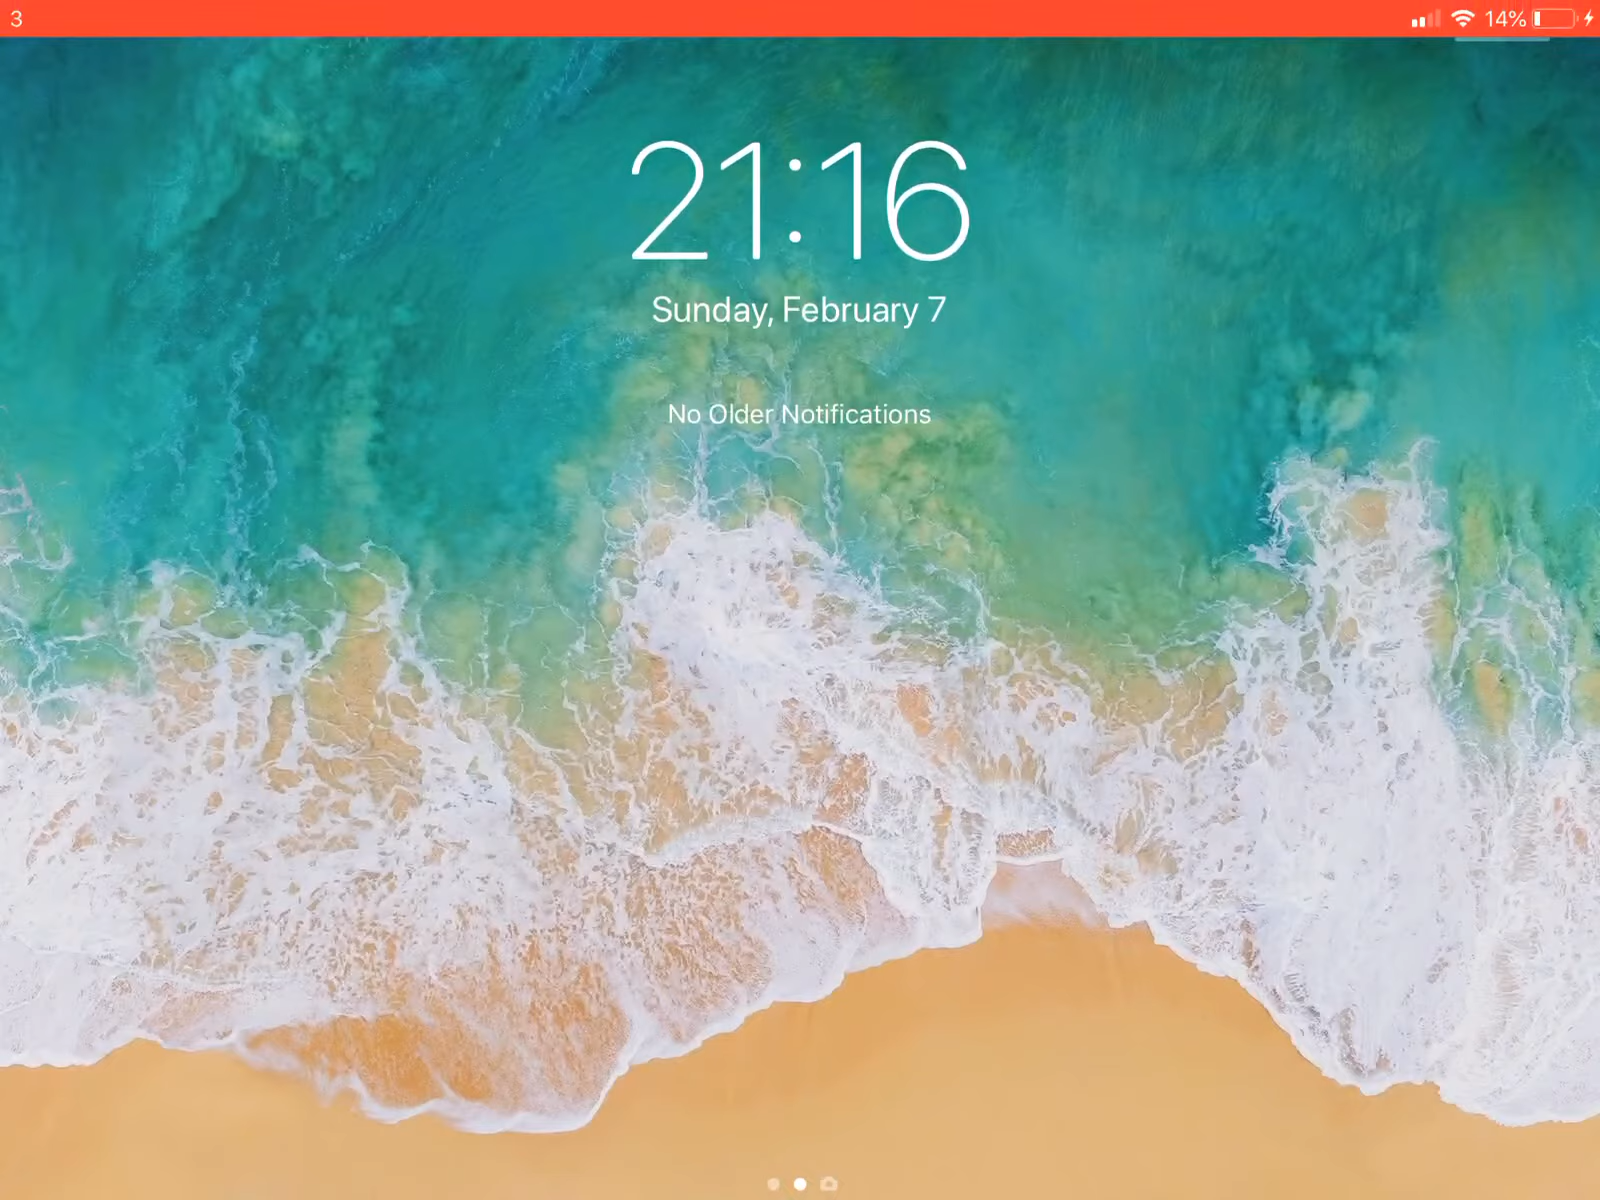 3
14%
21:16
Sunday, February 7
No Older Notifications